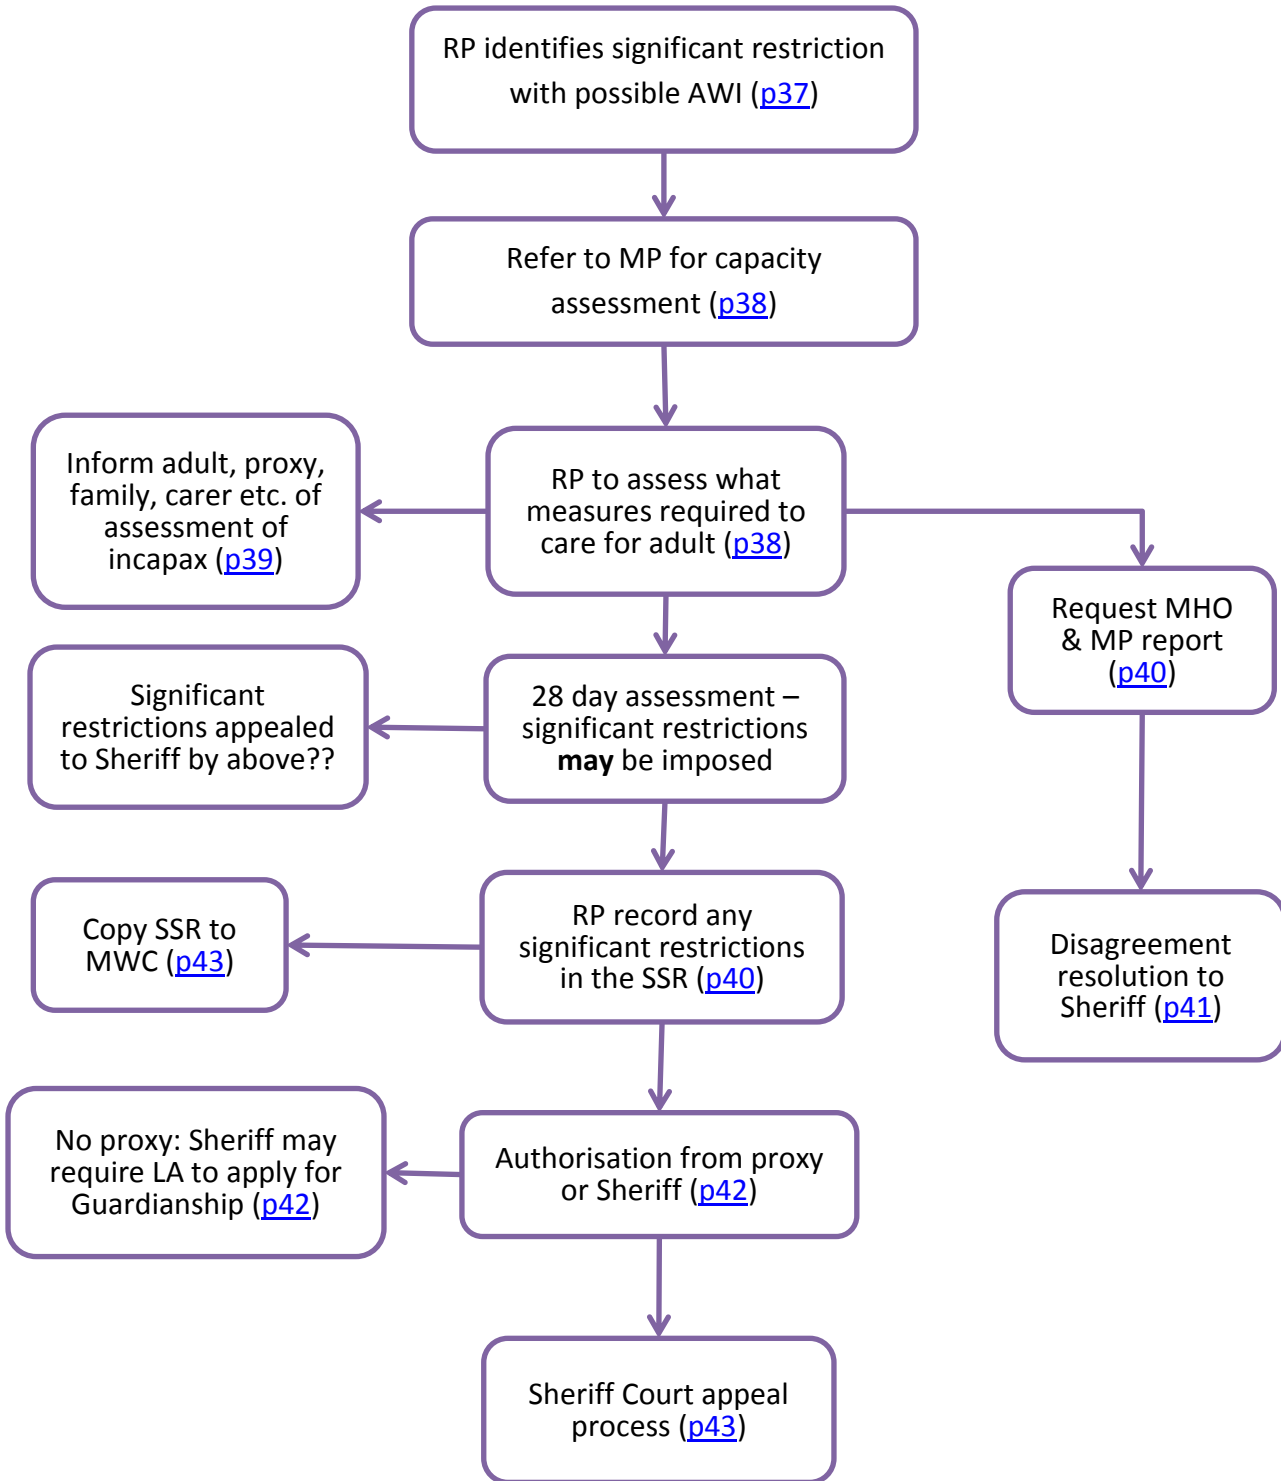 RP identifies significant restriction
with possible AWI (p37)
Refer to MP for capacity
assessment (p38)
Inform adult, proxy,
family, carer etc. of
assessment of
incapax (p39)
RP to assess what
measures required to
care for adult (p38)
Request MHO
& MP report
(p40)
Significant
restrictions appealed
to Sheriff by above??
28 day assessment –
significant restrictions
may be imposed
Copy SSR to
MWC (p43)
RP record any
significant restrictions
in the SSR (p40)
Disagreement
resolution to
Sheriff (p41)
No proxy: Sheriff may
require LA to apply for
Guardianship (p42)
Authorisation from proxy
or Sheriff (p42)
Sheriff Court appeal
process (p43)